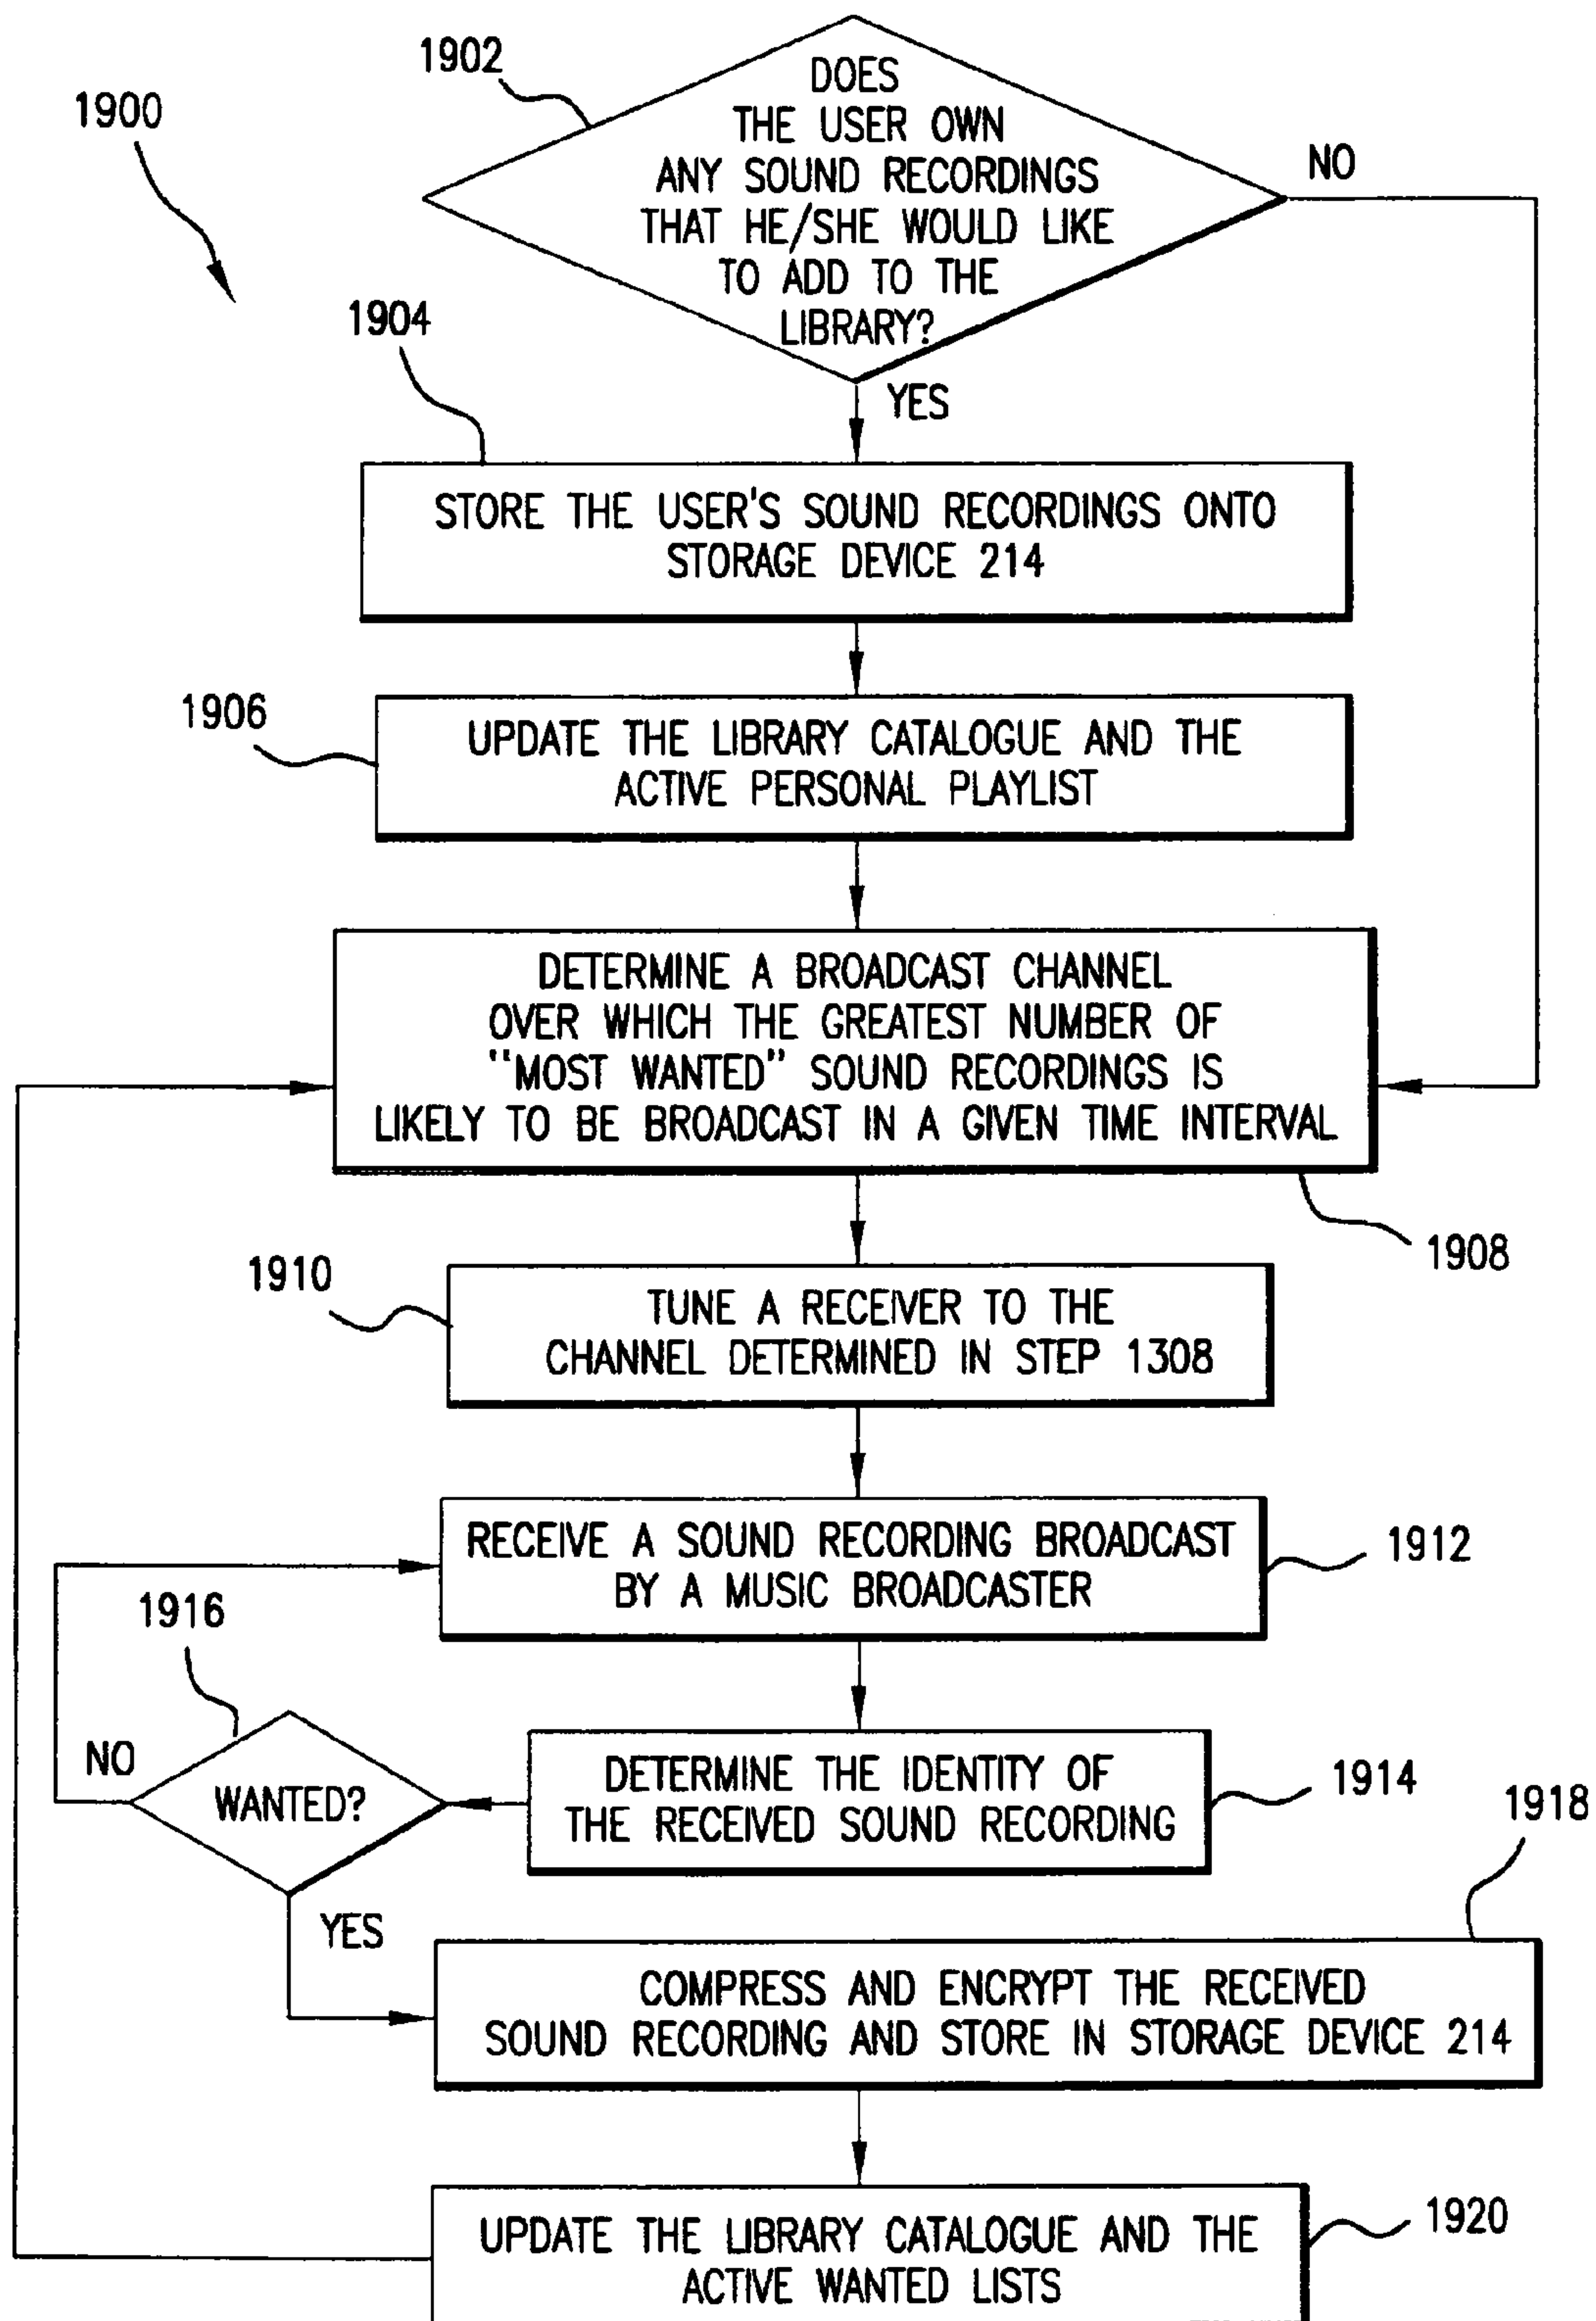 1900
1902
DOES
THE USER OWN
ANY SOUND RECORDINGS
THAT HE/SHE WOULD LIKE
TO ADD TO THE
LIBRARY?
NO
YES
1904
STORE THE USER'S SOUND RECORDINGS ONTO
STORAGE DEVICE 214
1906
UPDATE THE LIBRARY CATALOGUE AND THE
ACTIVE PERSONAL PLAYLIST
DETERMINE A BROADCAST CHANNEL
OVER WHICH THE GREATEST NUMBER OF
"MOST WANTED" SOUND RECORDINGS IS
LIKELY TO BE BROADCAST IN A GIVEN TIME INTERVAL
1908
1910
TUNE A RECEIVER TO THE
CHANNEL DETERMINED IN STEP 1308
RECEIVE A SOUND RECORDING BROADCAST
BY A MUSIC BROADCASTER
1912
DETERMINE THE IDENTITY OF
THE RECEIVED SOUND RECORDING
1914
1916
WANTED?
NO
YES
1918
COMPRESS AND ENCRYPT THE RECEIVED
SOUND RECORDING AND STORE IN STORAGE DEVICE 214
UPDATE THE LIBRARY CATALOGUE AND THE
ACTIVE WANTED LISTS
1920